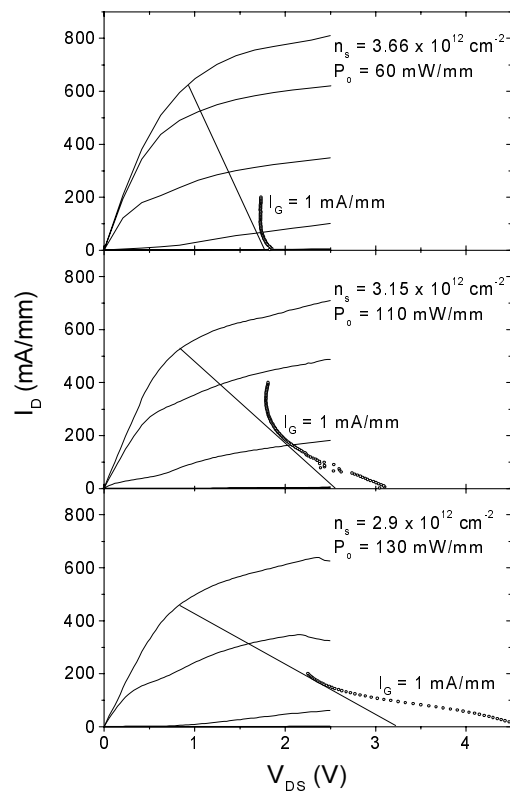 800
n_s = 3.66 x 10^12 cm^-2
P_o = 60 mW/mm
600
400
I_G = 1 mA/mm
200
0
800
n_s = 3.15 x 10^12 cm^-2
P_o = 110 mW/mm
600
400
I_G = 1 mA/mm
200
0
I_D (mA/mm)
800
n_s = 2.9 x 10^12 cm^-2
P_o = 130 mW/mm
600
400
I_G = 1 mA/mm
200
0
0 1 2 3 4
V_DS (V)